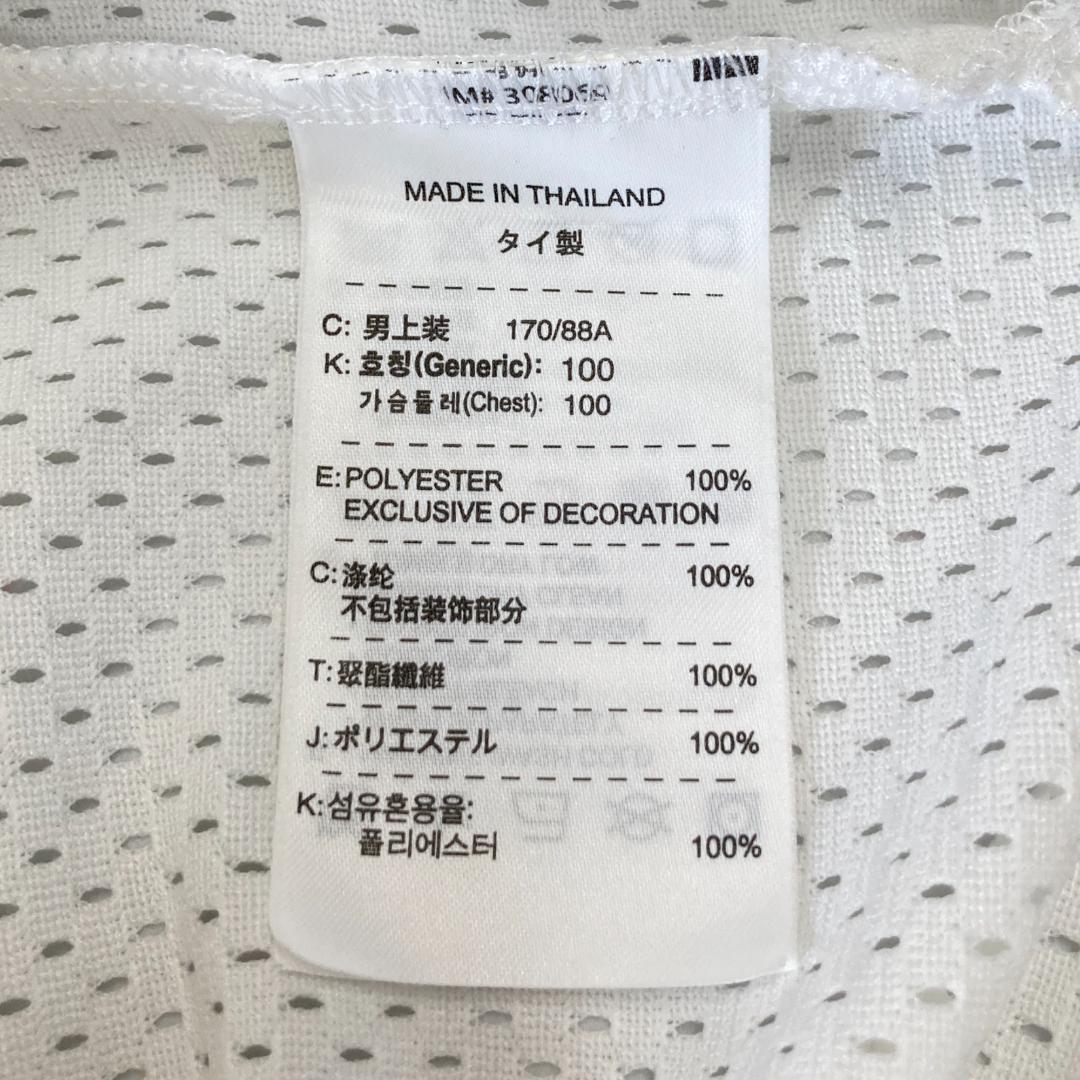 MADE IN THAILAND
タイ製
C: 男上装 170/88A
K: 호칭(Generic): 100
가슴둘레(Chest): 100
E: POLYESTER 100%
EXCLUSIVE OF DECORATION
C: 涤纶 100%
不包括装饰部分
T: 聚酯纖維 100%
J: ポリエステル 100%
K: 섬유혼용율:
폴리에스터 100%